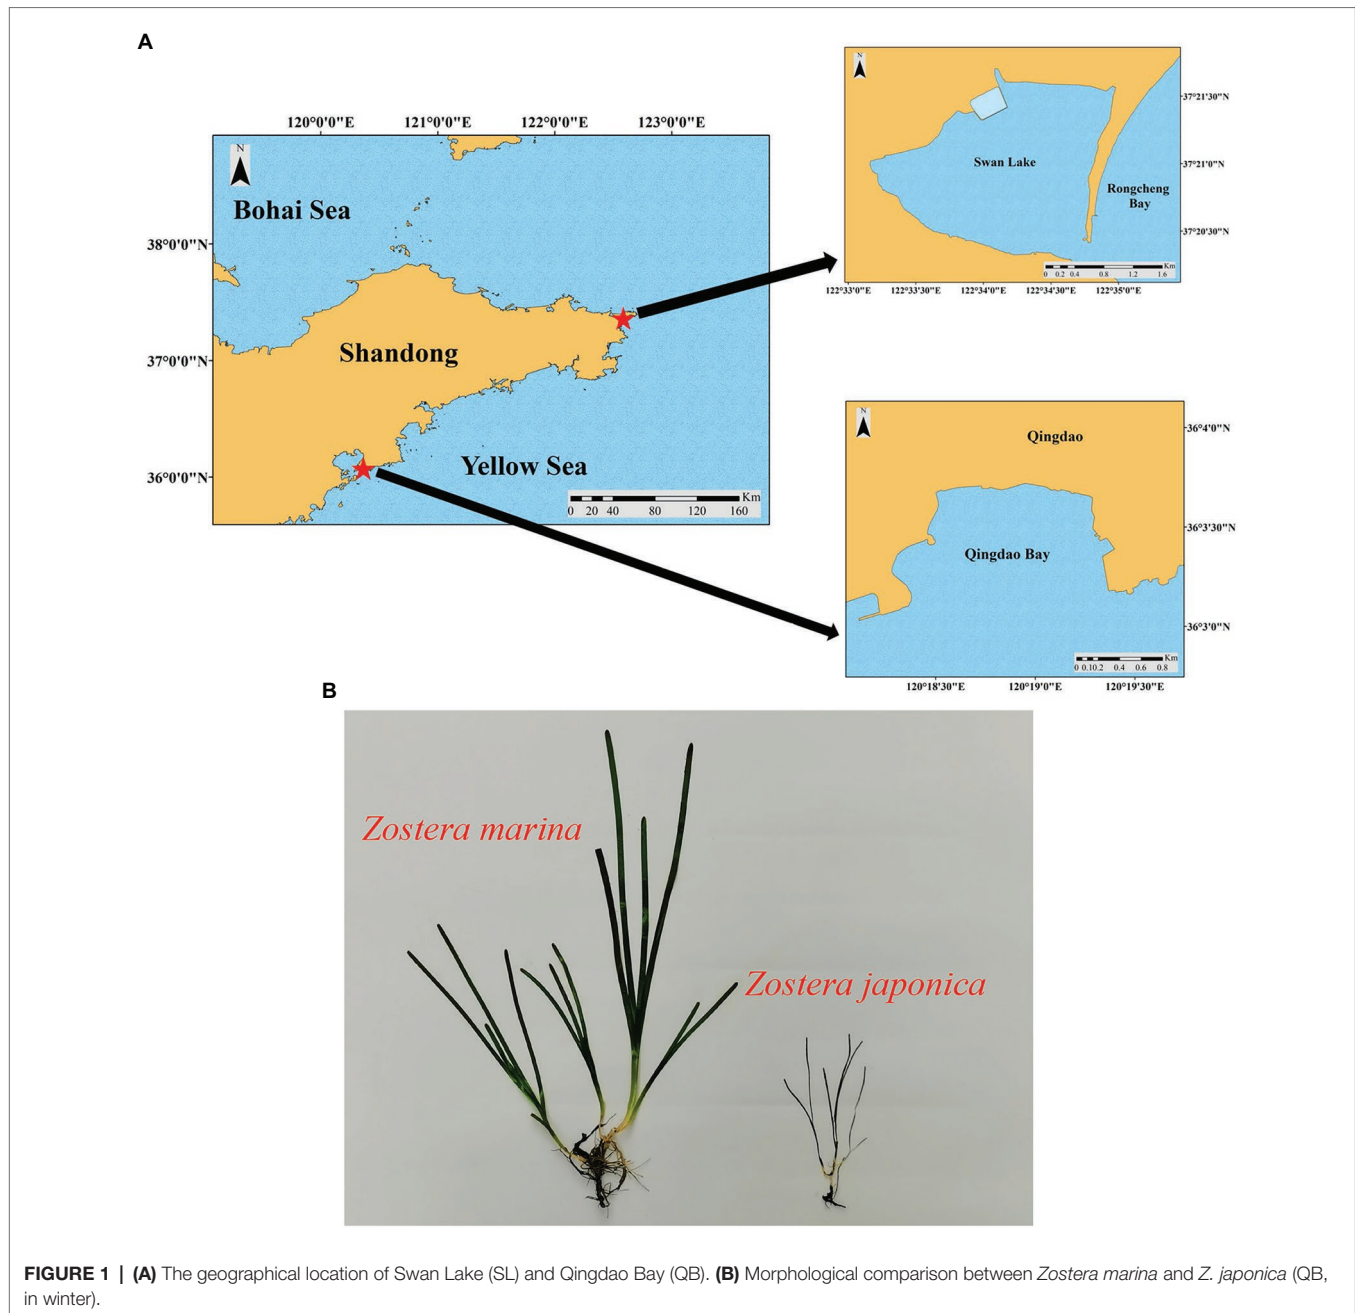 A
120°0'0"E 121°0'0"E 122°0'0"E 123°0'0"E
N
Bohai Sea
38°0'0"N
37°0'0"N
36°0'0"N
Shandong
Yellow Sea
Km
0 20 40 80 120 160
N
Swan Lake
Rongcheng
Bay
37°21'30"N
37°21'0"N
37°20'30"N
Km
0 0.2 0.4 0.8 1.2 1.6
122°33'0"E 122°33'30"E 122°34'0"E 122°34'30"E 122°35'0"E
N
Qingdao
Qingdao Bay
36°4'0"N
36°3'30"N
36°3'0"N
Km
0 0.1 0.2 0.4 0.6 0.8
120°18'30"E 120°19'0"E 120°19'30"E
B
Zostera marina
Zostera japonica
FIGURE 1 | (A) The geographical location of Swan Lake (SL) and Qingdao Bay (QB). (B) Morphological comparison between Zostera marina and Z. japonica (QB,
in winter).